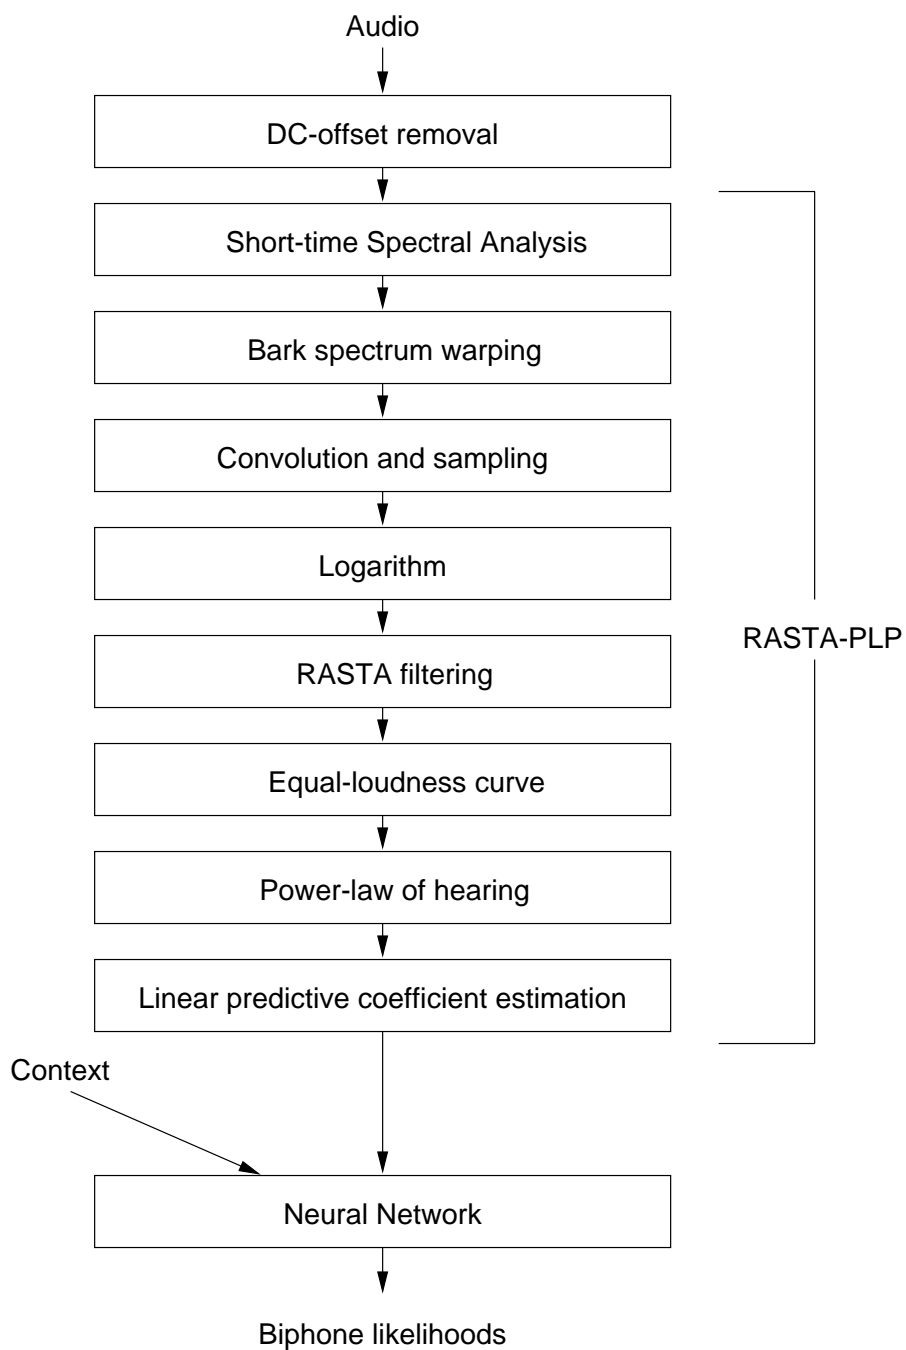 Audio
DC-offset removal
Short-time Spectral Analysis
Bark spectrum warping
Convolution and sampling
Logarithm
RASTA-PLP
RASTA filtering
Equal-loudness curve
Power-law of hearing
Linear predictive coefficient estimation
Context
Neural Network
Biphone likelihoods